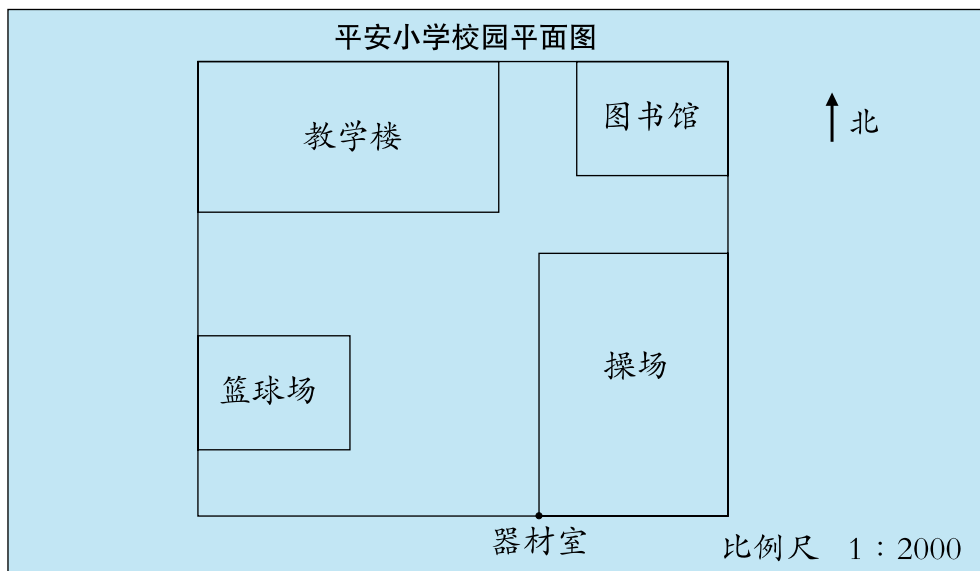 平安小学校园平面图
教学楼
图书馆
北
篮球场
操场
器材室
比例尺 1：2000